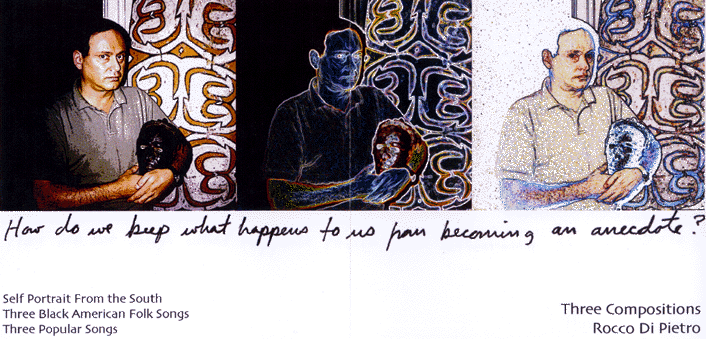 How do we keep what happens to us from becoming an anecdote?
Self Portrait From the South
Three Black American Folk Songs
Three Popular Songs
Three Compositions
Rocco Di Pietro